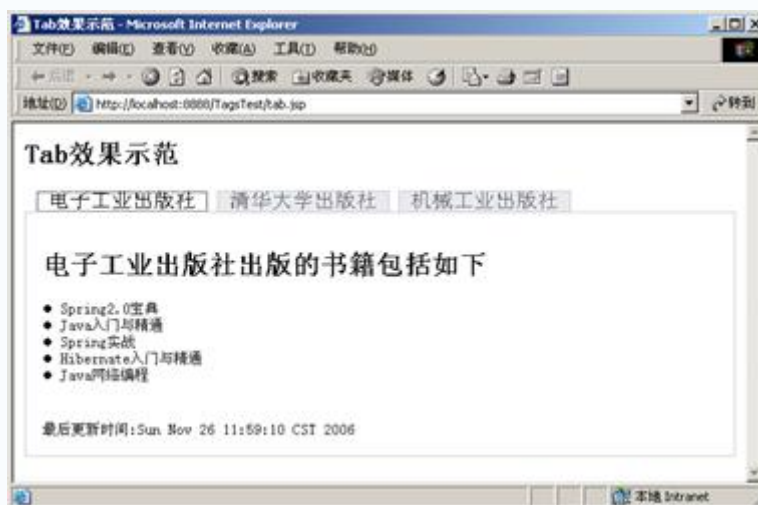 Tab效果示范 - Microsoft Internet Explorer
文件(F) 编辑(E) 查看(V) 收藏(A) 工具(T) 帮助(H)
后退 搜索 收藏夹 媒体
地址(D) http://localhost:8888/TagsTest/tab.jsp 转到
Tab效果示范
电子工业出版社 清华大学出版社 机械工业出版社
电子工业出版社出版的书籍包括如下
● Spring2.0宝典
● Java入门与精通
● Spring实战
● Hibernate入门与精通
● Java网络编程
最后更新时间:Sun Nov 26 11:59:10 CST 2006
本地 Intranet